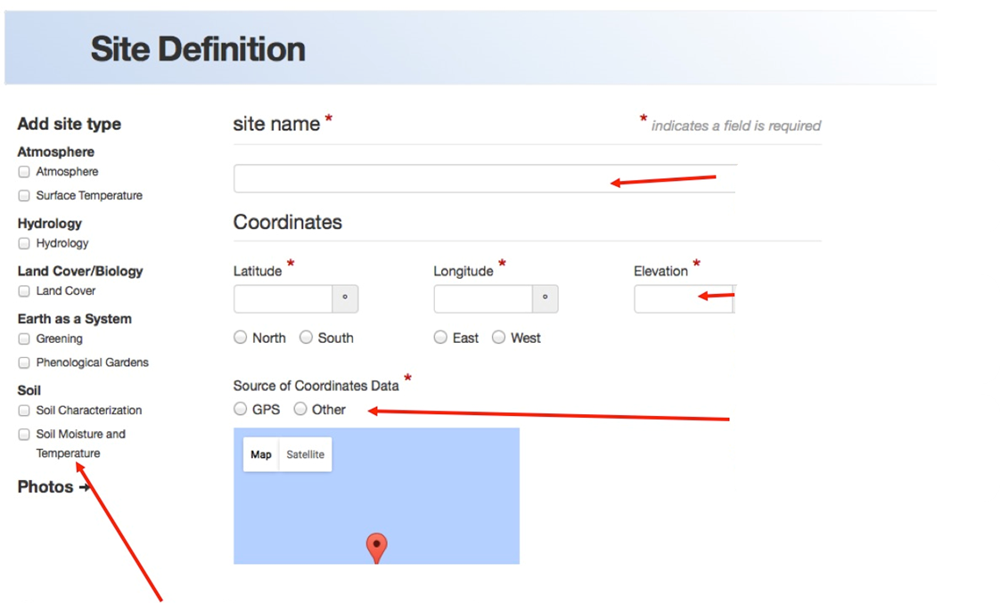 Site Definition
Add site type
Atmosphere
Atmosphere
Surface Temperature
Hydrology
Hydrology
Land Cover/Biology
Land Cover
Earth as a System
Greening
Phenological Gardens
Soil
Soil Characterization
Soil Moisture and
Temperature
Photos →
site name *
* indicates a field is required
Coordinates
Latitude * Longitude * Elevation *
° °
North South East West
Source of Coordinates Data *
GPS Other
Map Satellite